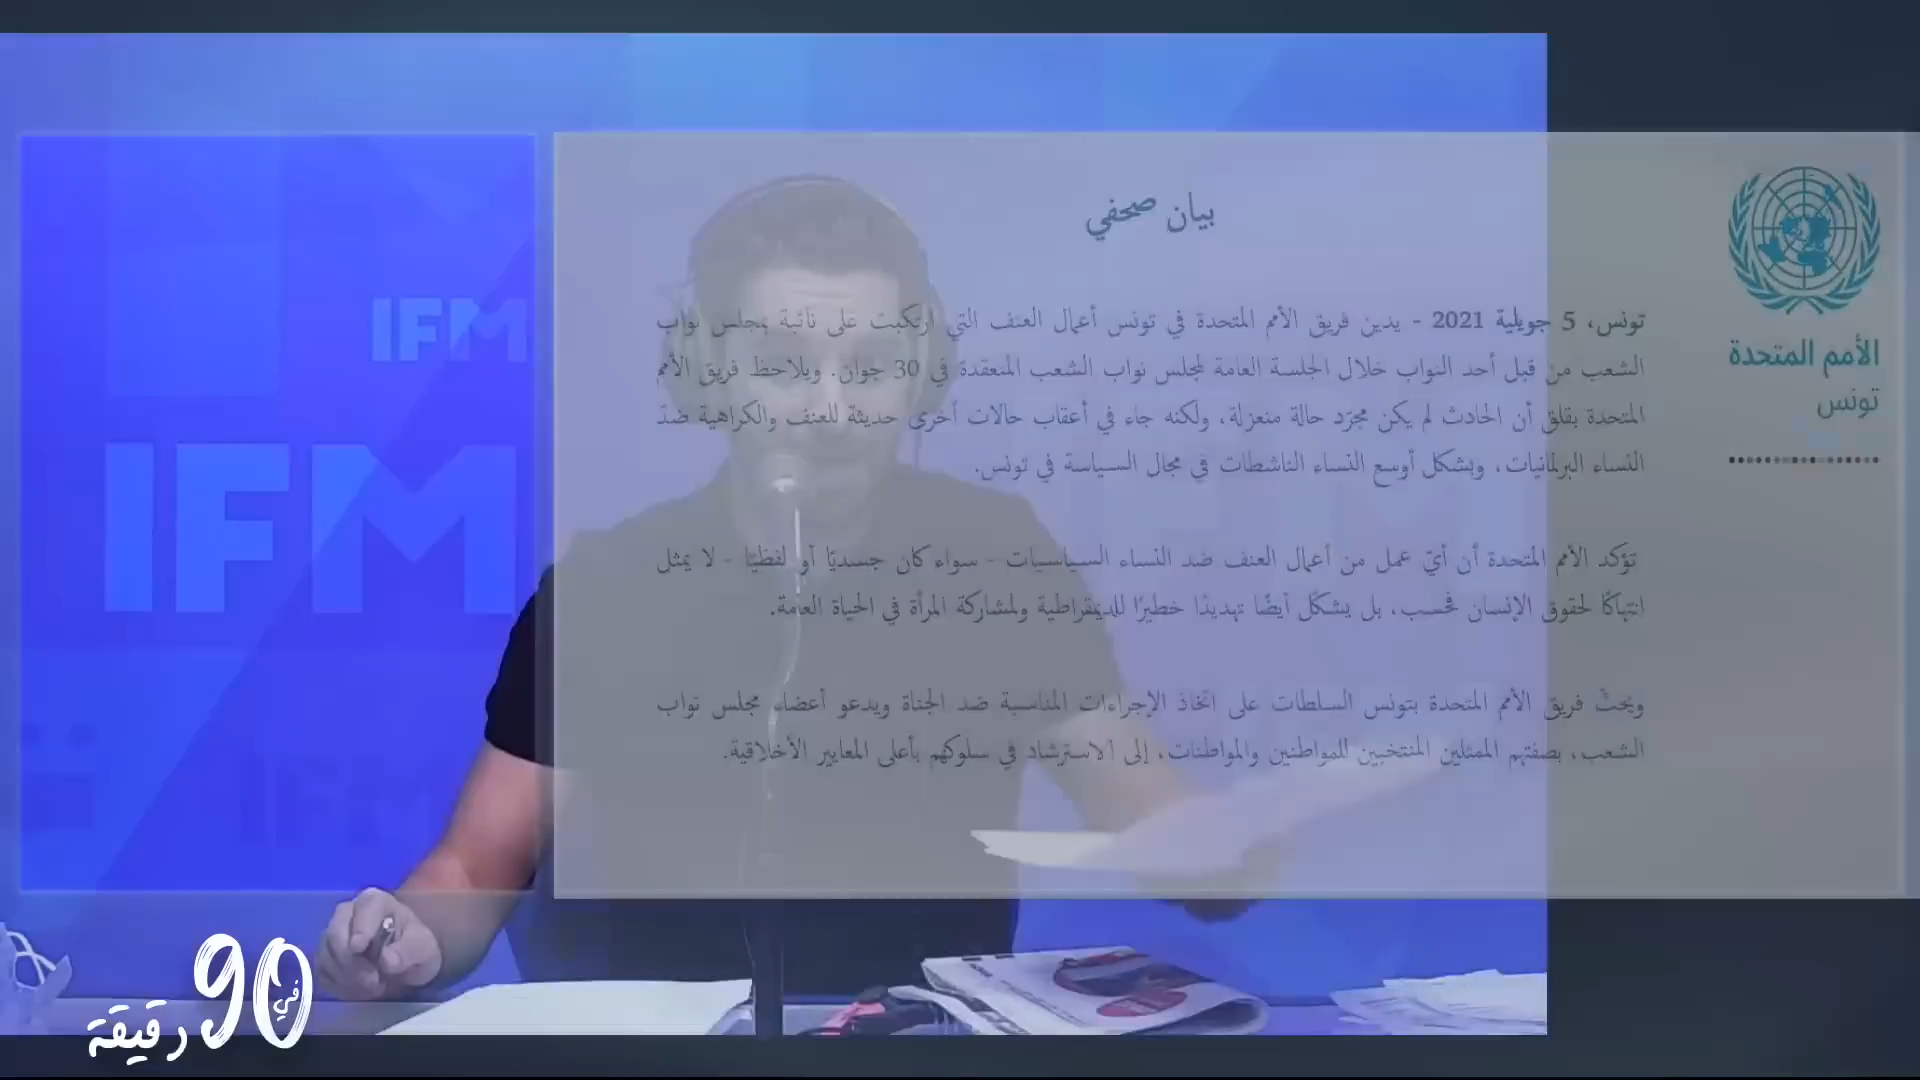 بيان صحفي
تونس، 5 جويلية 2021 - يدين فريق الأمم المتحدة في تونس أعمال العنف التي ارتكبت على نائبة بمجلس نواب
الشعب من قبل أحد النواب خلال الجلسة العامة لمجلس نواب الشعب المنعقدة في 30 جوان. ويلاحظ فريق الأمم
المتحدة بقلق أن الحادث لم يكن مجرّد حالة منعزلة، ولكنه جاء في أعقاب حالات أخرى حديثة للعنف والكراهية ضدّ
النساء البرلمانيات، وبشكل أوسع النساء الناشطات في مجال السياسة في تونس.
تؤكد الأمم المتحدة أن أيّ عمل من أعمال العنف ضد النساء السياسيات - سواء كان جسديًا أو لفظيًا - لا يمثل
انتهاكًا لحقوق الإنسان فحسب، بل يشكّل أيضًا تهديدًا خطيرًا للديمقراطية ولمشاركة المرأة في الحياة العامة.
ويحثّ فريق الأمم المتحدة بتونس السلطات على اتخاذ الإجراءات المناسبة ضد الجناة ويدعو أعضاء مجلس نواب
الشعب، بصفتهم الممثلين المنتخبين للمواطنين والمواطنات، إلى الاسترشاد في سلوكهم بأعلى المعايير الأخلاقية.
الأمم المتحدة
تونس
IFM
IFM
IFM
في 90 دقيقة